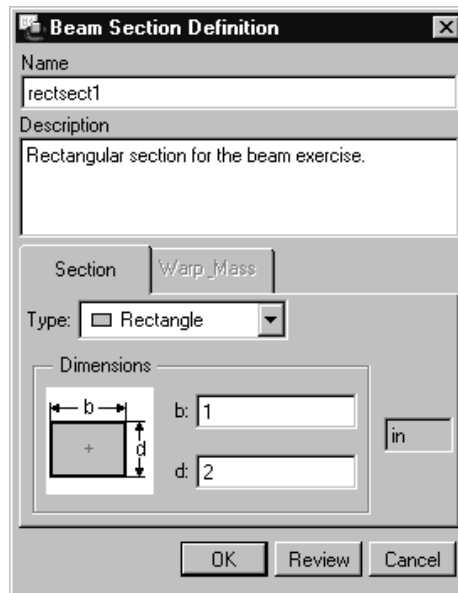 Beam Section Definition
Name
rectsect1
Description
Rectangular section for the beam exercise.
Section
Warp_Mass
Type: Rectangle
Dimensions
b
d
b: 1
d: 2
in
OK
Review
Cancel